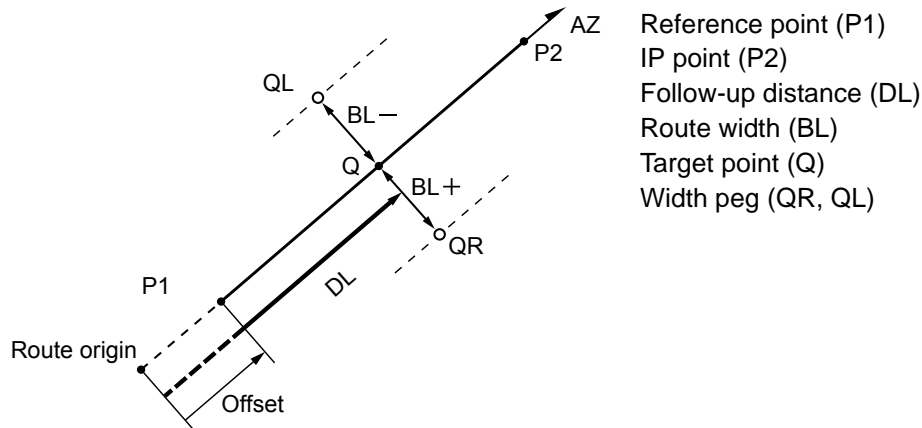 AZ
P2
QL
BL−
Q
BL+
QR
DL
P1
Route origin
Offset
Reference point (P1)
IP point (P2)
Follow-up distance (DL)
Route width (BL)
Target point (Q)
Width peg (QR, QL)